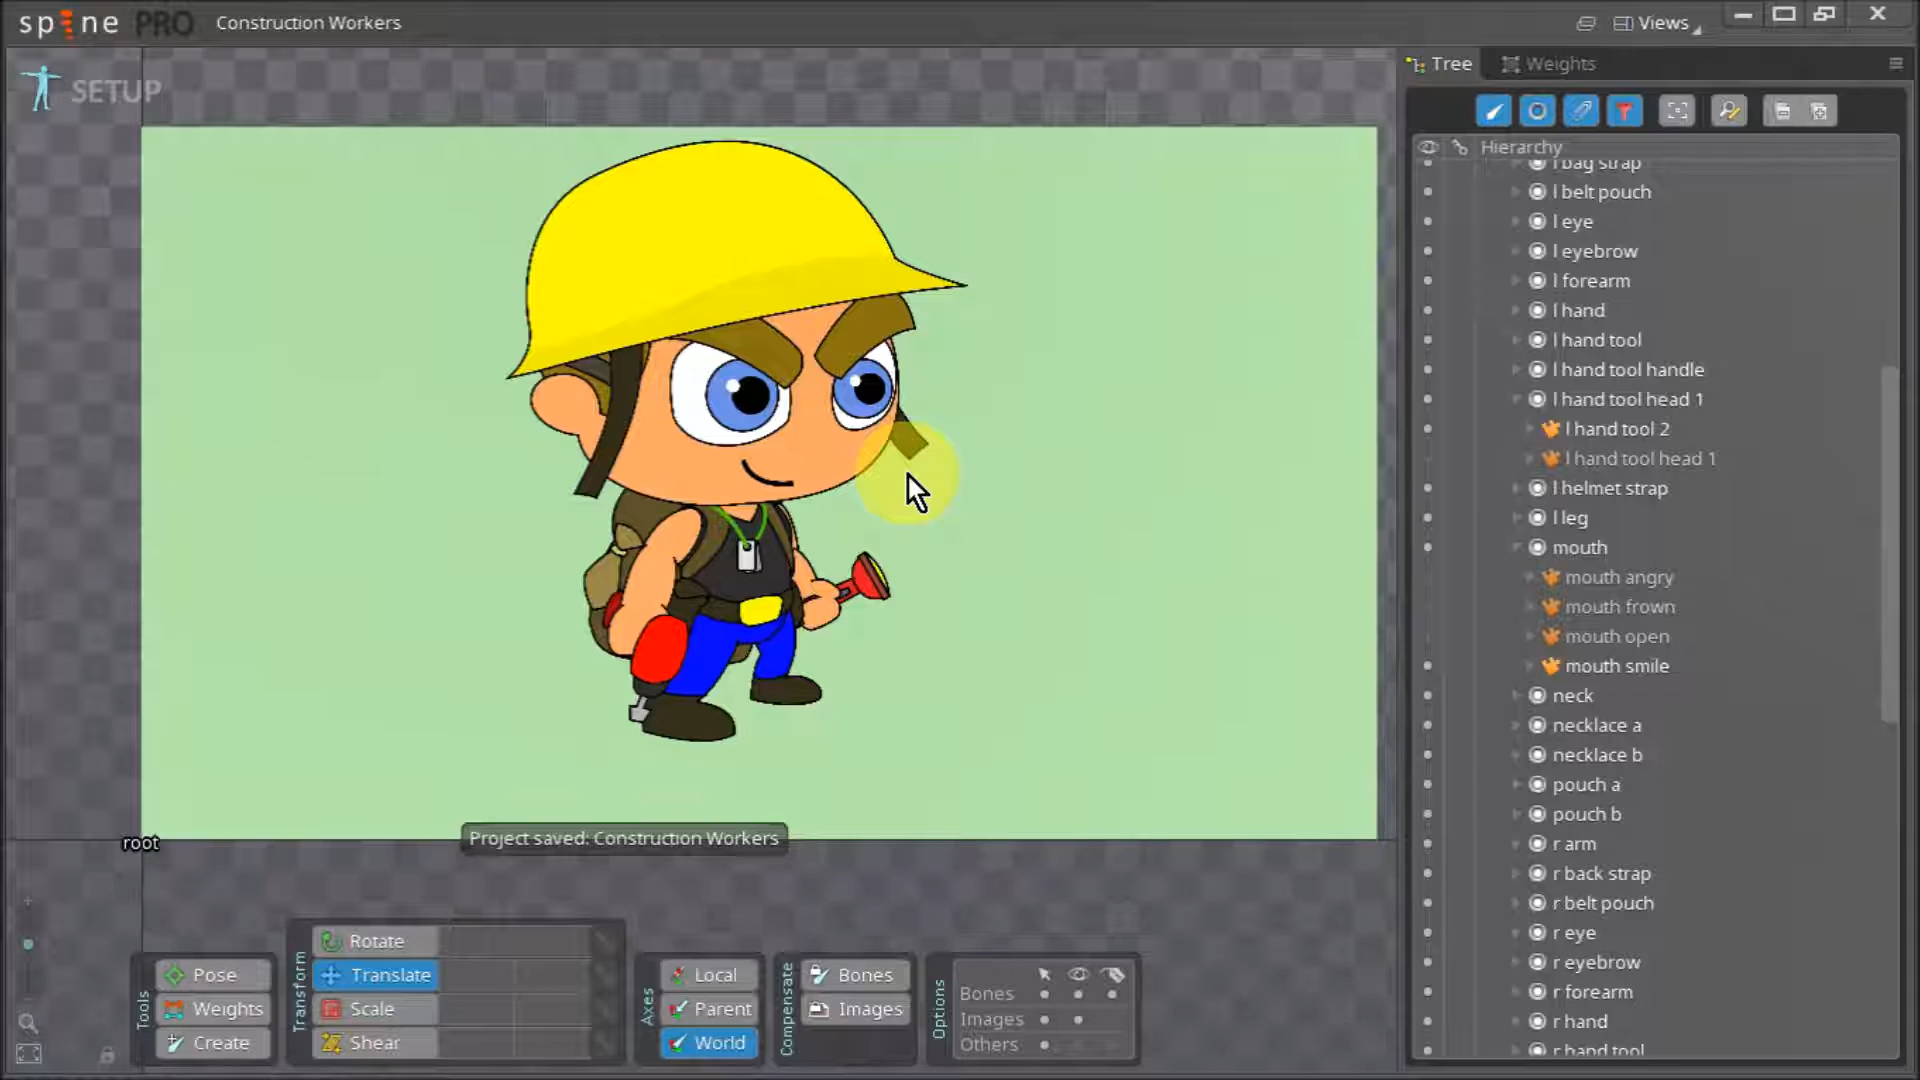 spine PRO Construction Workers
Views
SETUP
Tree
Weights
Hierarchy
l bag strap
l belt pouch
l eye
l eyebrow
l forearm
l hand
l hand tool
l hand tool handle
l hand tool head 1
l hand tool 2
l hand tool head 1
l helmet strap
l leg
mouth
mouth angry
mouth frown
mouth open
mouth smile
neck
necklace a
necklace b
pouch a
pouch b
r arm
r back strap
r belt pouch
r eye
r eyebrow
r forearm
r hand
r hand tool
root
Project saved: Construction Workers
Tools
Pose
Weights
Create
Transform
Rotate
Translate
Scale
Shear
Axes
Local
Parent
World
Compensate
Bones
Images
Options
Bones
Images
Others